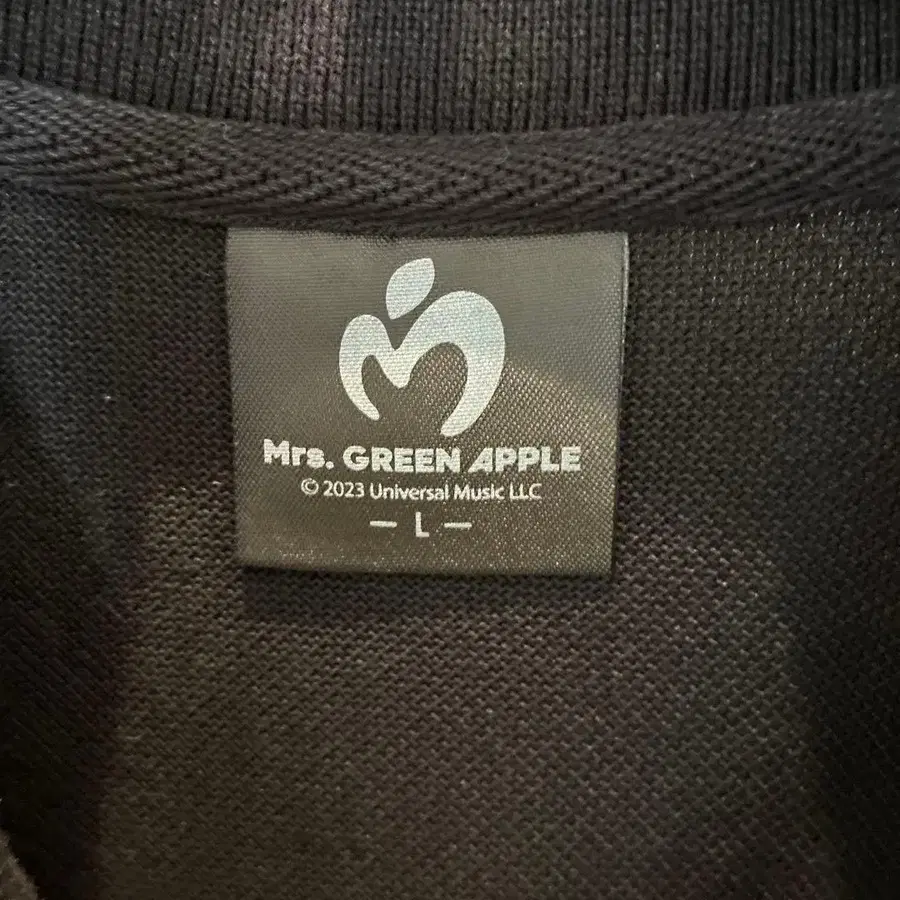 Mrs. GREEN APPLE
© 2023 Universal Music LLC
— L —